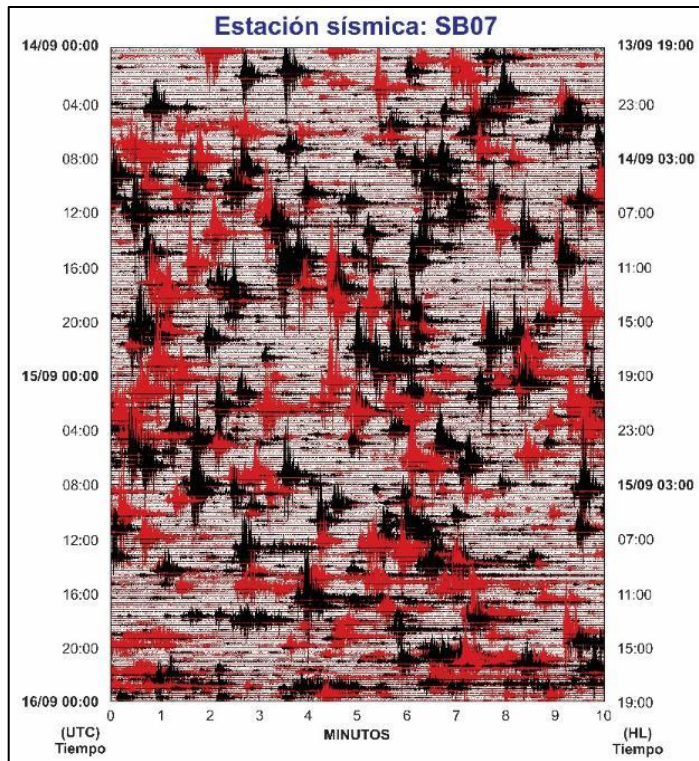 Estación sísmica: SB07
14/09 00:00 13/09 19:00
04:00 23:00
08:00 14/09 03:00
12:00 07:00
16:00 11:00
20:00 15:00
15/09 00:00 19:00
04:00 23:00
08:00 15/09 03:00
12:00 07:00
16:00 11:00
20:00 15:00
16/09 00:00 19:00
0 1 2 3 4 5 6 7 8 9 10
(UTC) MINUTOS (HL)
Tiempo Tiempo